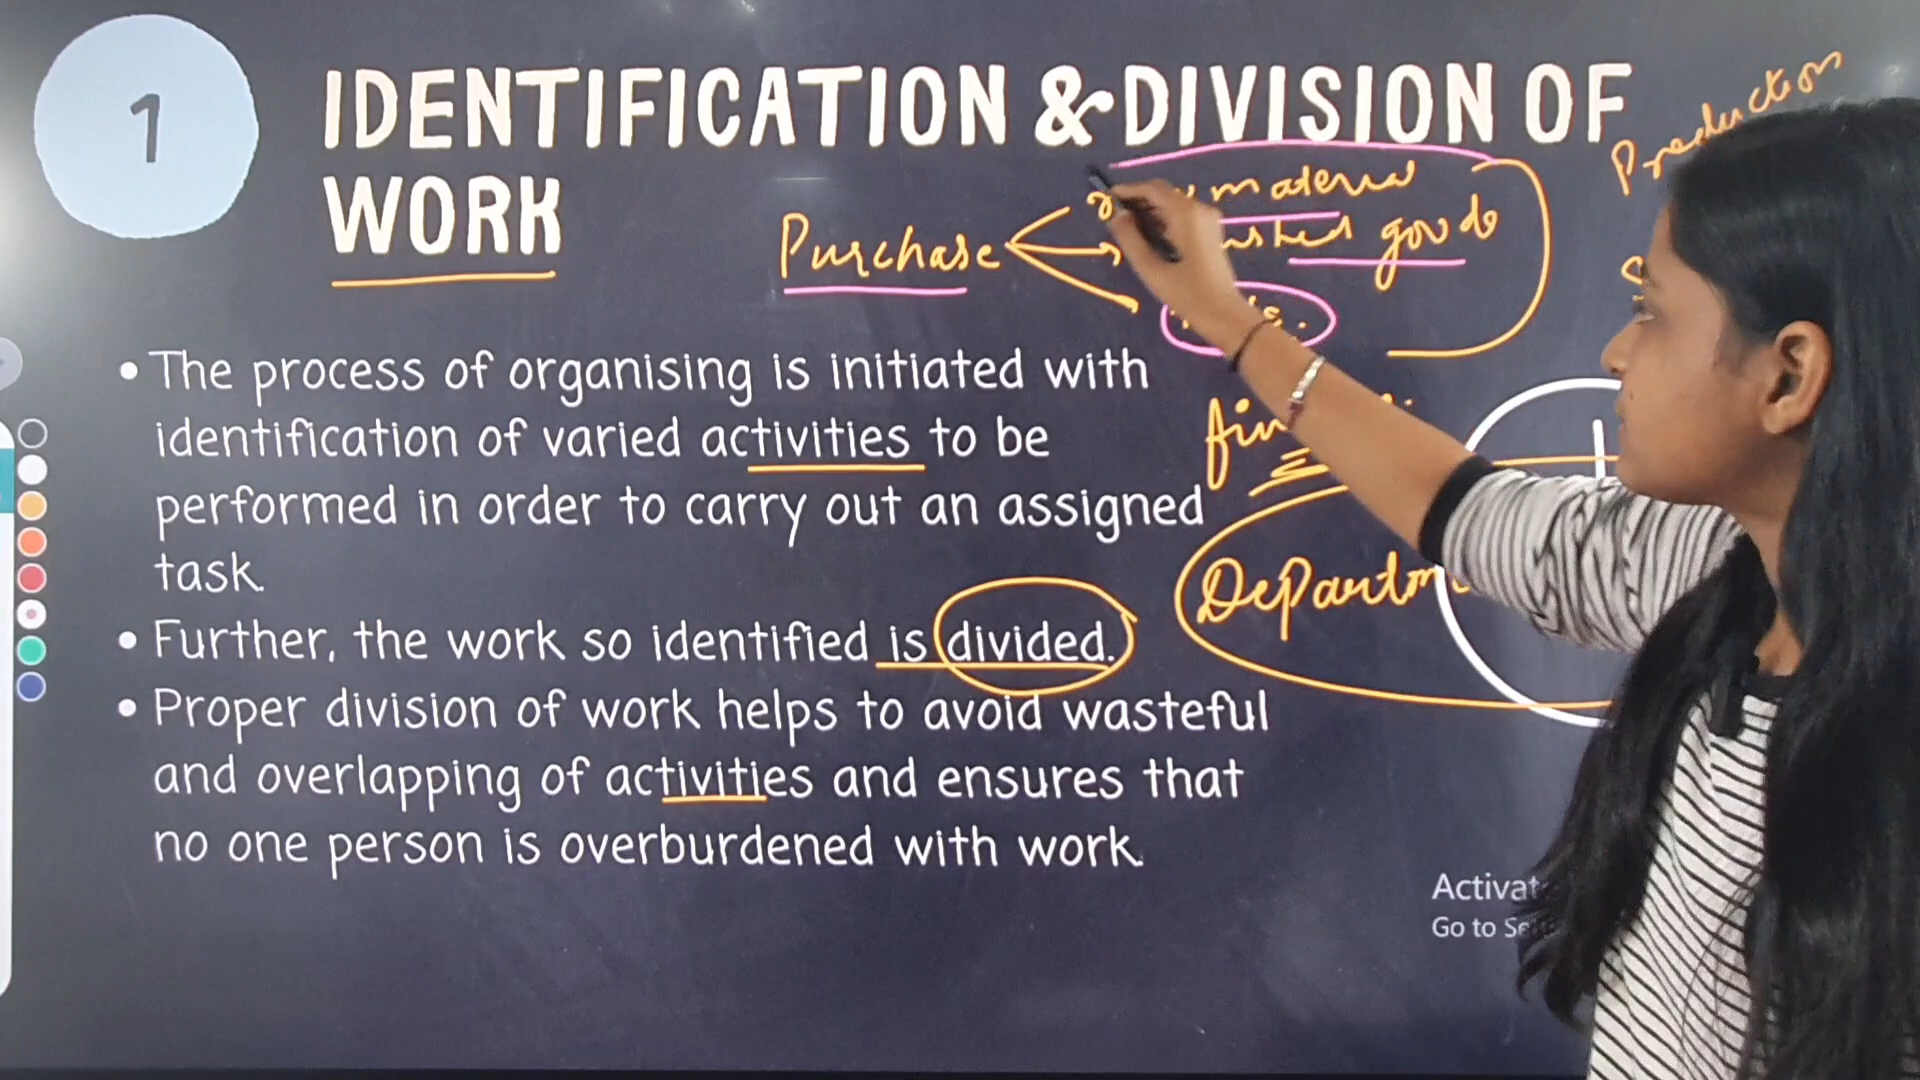 1
IDENTIFICATION & DIVISION OF
WORK
Production
material
Purchase
goods
• The process of organising is initiated with
identification of varied activities to be
performed in order to carry out an assigned
task.
Departm
• Further, the work so identified is divided.
• Proper division of work helps to avoid wasteful
and overlapping of activities and ensures that
no one person is overburdened with work.
Activat
Go to Se